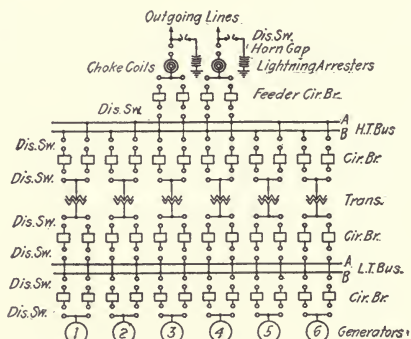 Outgoing Lines
Dis. Sw.
Horn Gap
Choke Coils
Lightning Arresters
Feeder Cir. Br.
Dis. Sw.
A
B
H.T. Bus
Dis. Sw.
Cir. Br.
Dis. Sw.
Trans.
Dis. Sw.
Cir. Br.
Dis. Sw.
A
L.T. Bus.
B
Dis. Sw.
Cir. Br.
Dis. Sw.
1 2 3 4 5 6 Generators